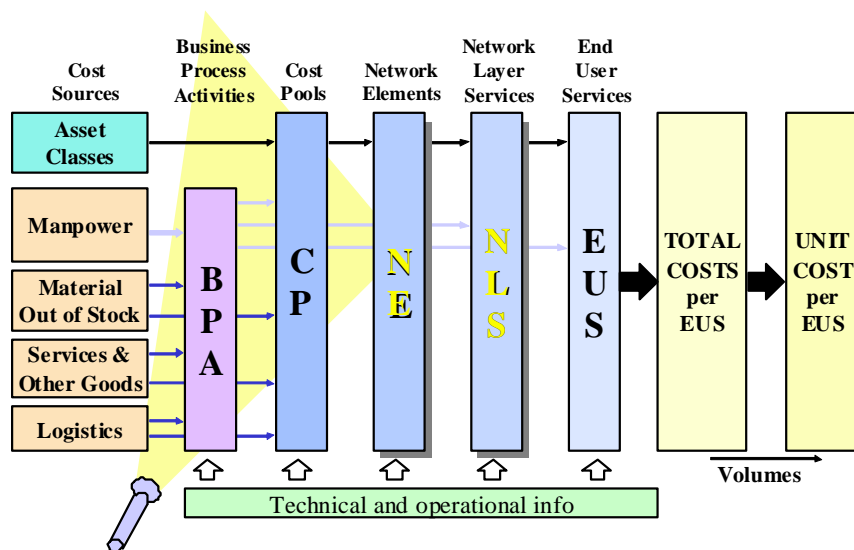 Cost
Sources
Business
Process
Activities
Cost
Pools
Network
Elements
Network
Layer
Services
End
User
Services
Asset
Classes
Manpower
Material
Out of Stock
Services &
Other Goods
Logistics
B
P
A
C
P
N
E
N
L
S
E
U
S
TOTAL
COSTS
per
EUS
UNIT
COST
per
EUS
Volumes
Technical and operational info